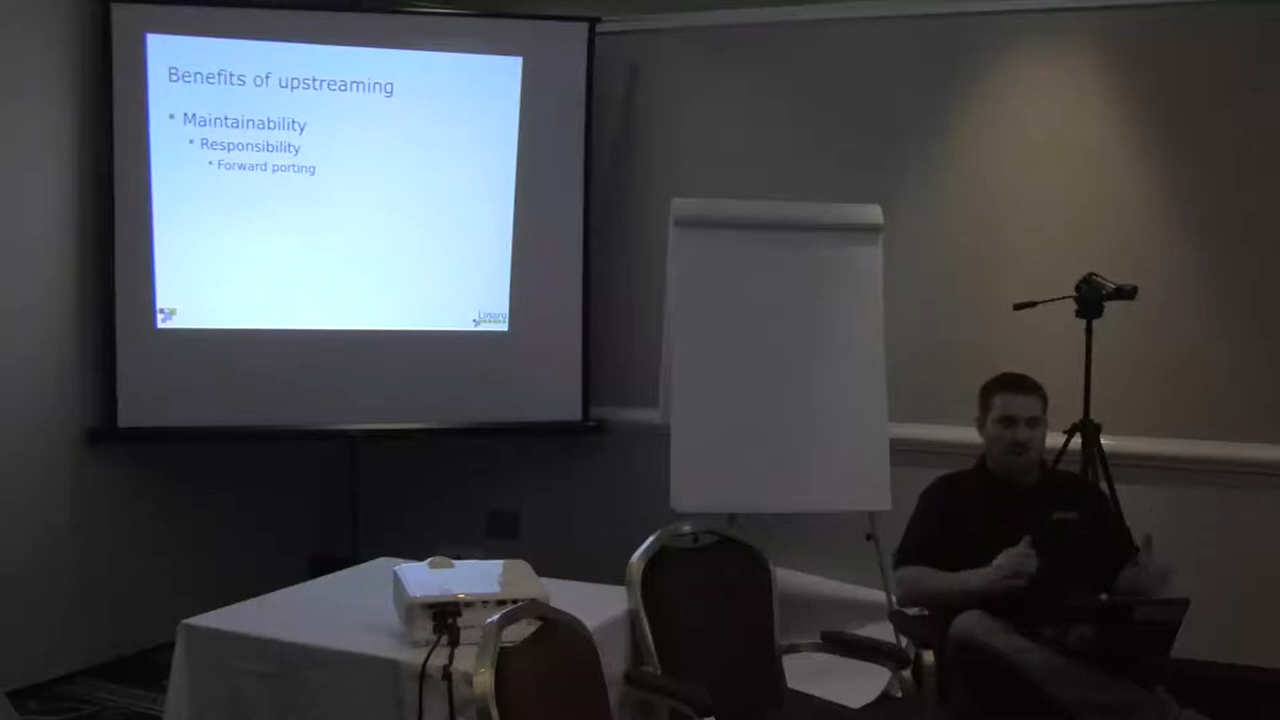 Benefits of upstreaming
Maintainability
Responsibility
Forward porting
Linaro